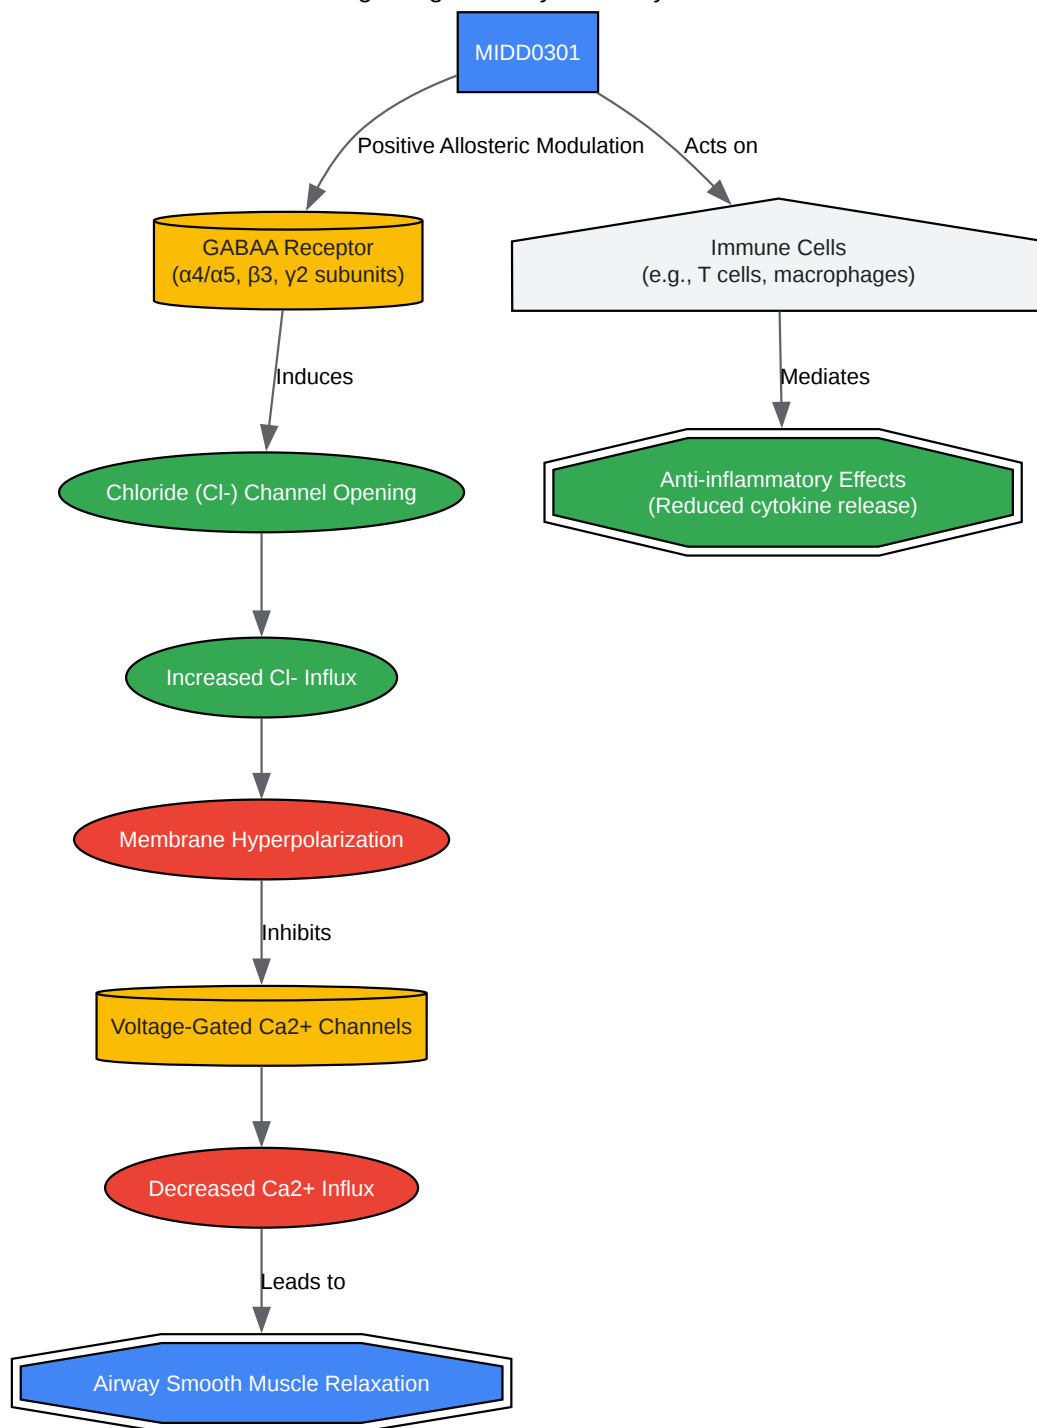 MIDD0301
Positive Allosteric Modulation
Acts on
GABAA Receptor
(α4/α5, β3, γ2 subunits)
Immune Cells
(e.g., T cells, macrophages)
Induces
Mediates
Chloride (Cl-) Channel Opening
Anti-inflammatory Effects
(Reduced cytokine release)
Increased Cl- Influx
Membrane Hyperpolarization
Inhibits
Voltage-Gated Ca2+ Channels
Decreased Ca2+ Influx
Leads to
Airway Smooth Muscle Relaxation